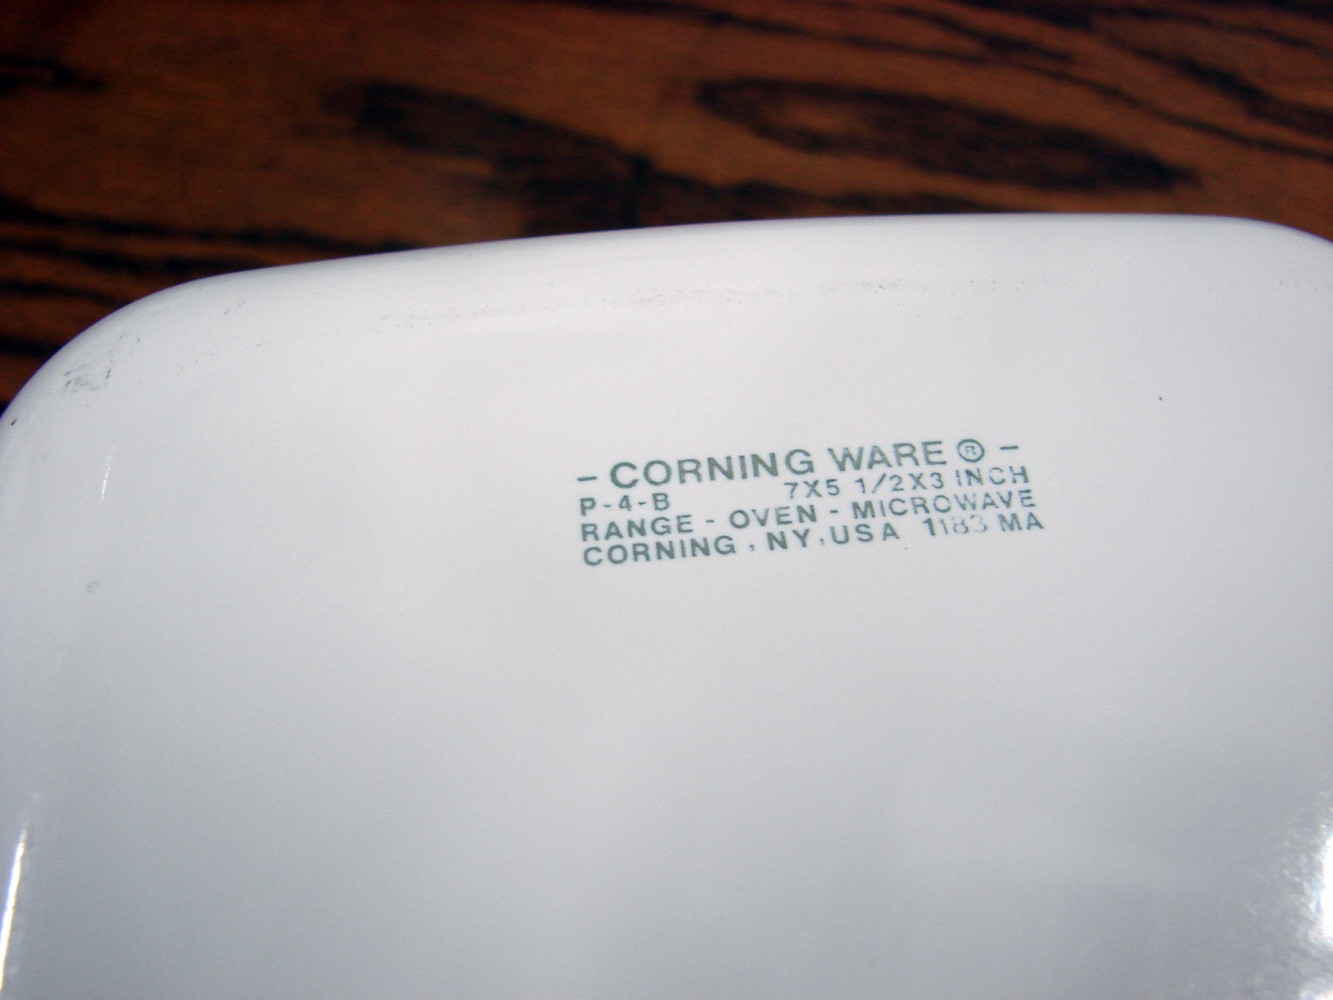 - CORNING WARE ® -
P-4-B 7X5 1/2X3 INCH
RANGE - OVEN - MICROWAVE
CORNING , NY, USA 1183 MA